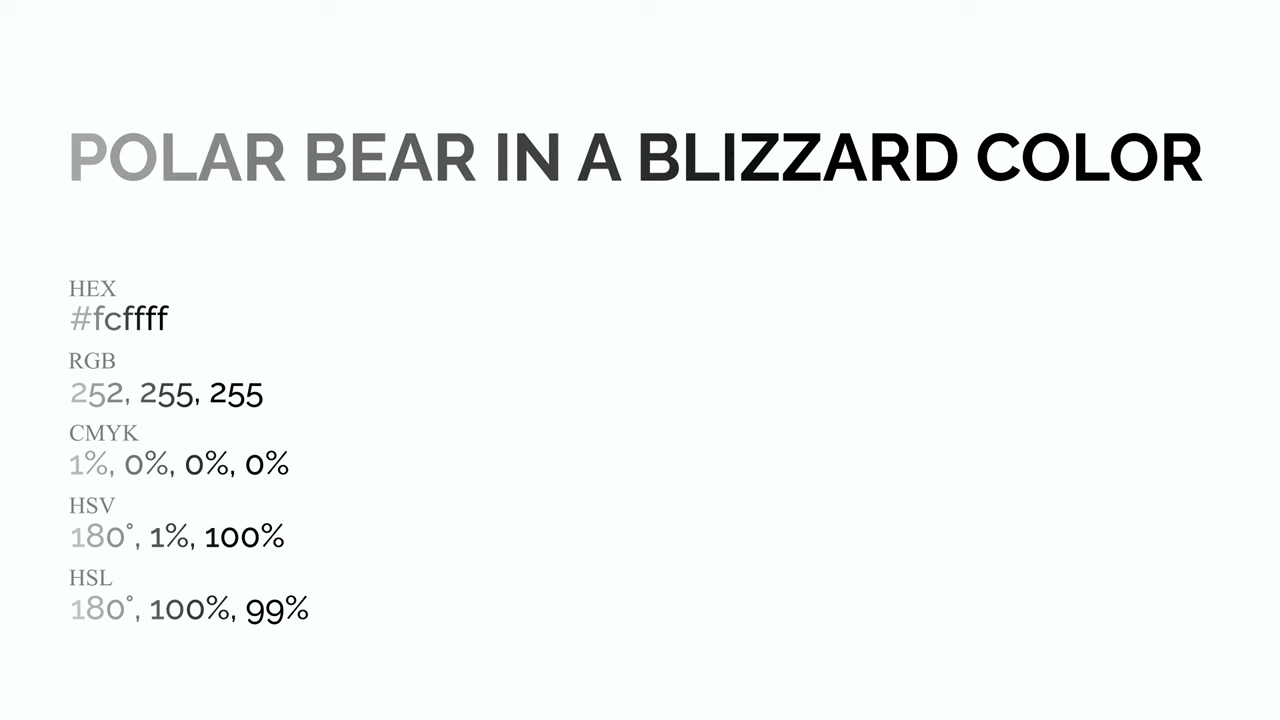 POLAR BEAR IN A BLIZZARD COLOR
HEX
#fcffff
RGB
252, 255, 255
CMYK
1%, 0%, 0%, 0%
HSV
180°, 1%, 100%
HSL
180°, 100%, 99%